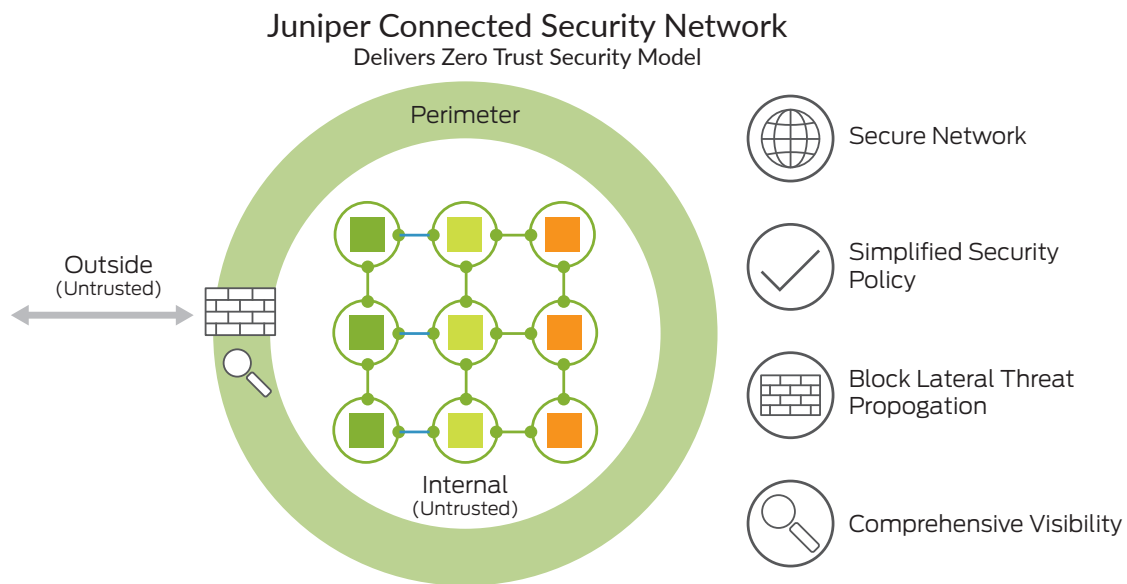 Juniper Connected Security Network
Delivers Zero Trust Security Model
Perimeter
Outside
(Untrusted)
Internal
(Untrusted)
Secure Network
Simplified Security
Policy
Block Lateral Threat
Propogation
Comprehensive Visibility